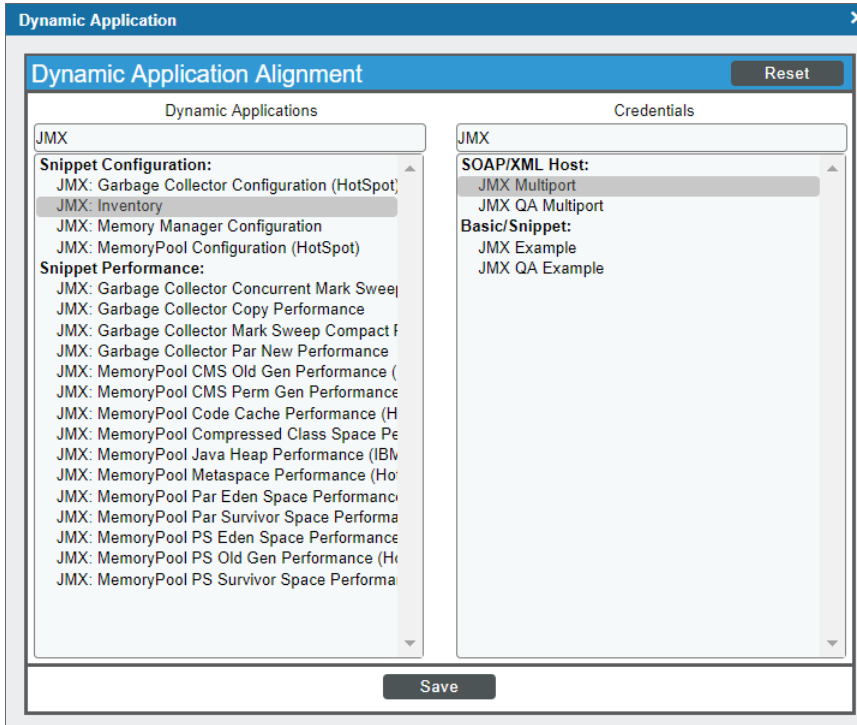 Dynamic Application
Dynamic Application Alignment
Reset
Dynamic Applications
JMX
Snippet Configuration:
JMX: Garbage Collector Configuration (HotSpot)
JMX: Inventory
JMX: Memory Manager Configuration
JMX: MemoryPool Configuration (HotSpot)
Snippet Performance:
JMX: Garbage Collector Concurrent Mark Sweep
JMX: Garbage Collector Copy Performance
JMX: Garbage Collector Mark Sweep Compact
JMX: Garbage Collector Par New Performance
JMX: MemoryPool CMS Old Gen Performance (
JMX: MemoryPool CMS Perm Gen Performance
JMX: MemoryPool Code Cache Performance (H
JMX: MemoryPool Compressed Class Space Pe
JMX: MemoryPool Java Heap Performance (IBM
JMX: MemoryPool Metaspace Performance (Hot
JMX: MemoryPool Par Eden Space Performance
JMX: MemoryPool Par Survivor Space Performa
JMX: MemoryPool PS Eden Space Performance
JMX: MemoryPool PS Old Gen Performance (Ho
JMX: MemoryPool PS Survivor Space Performa
Credentials
JMX
SOAP/XML Host:
JMX Multiport
JMX QA Multiport
Basic/Snippet:
JMX Example
JMX QA Example
Save